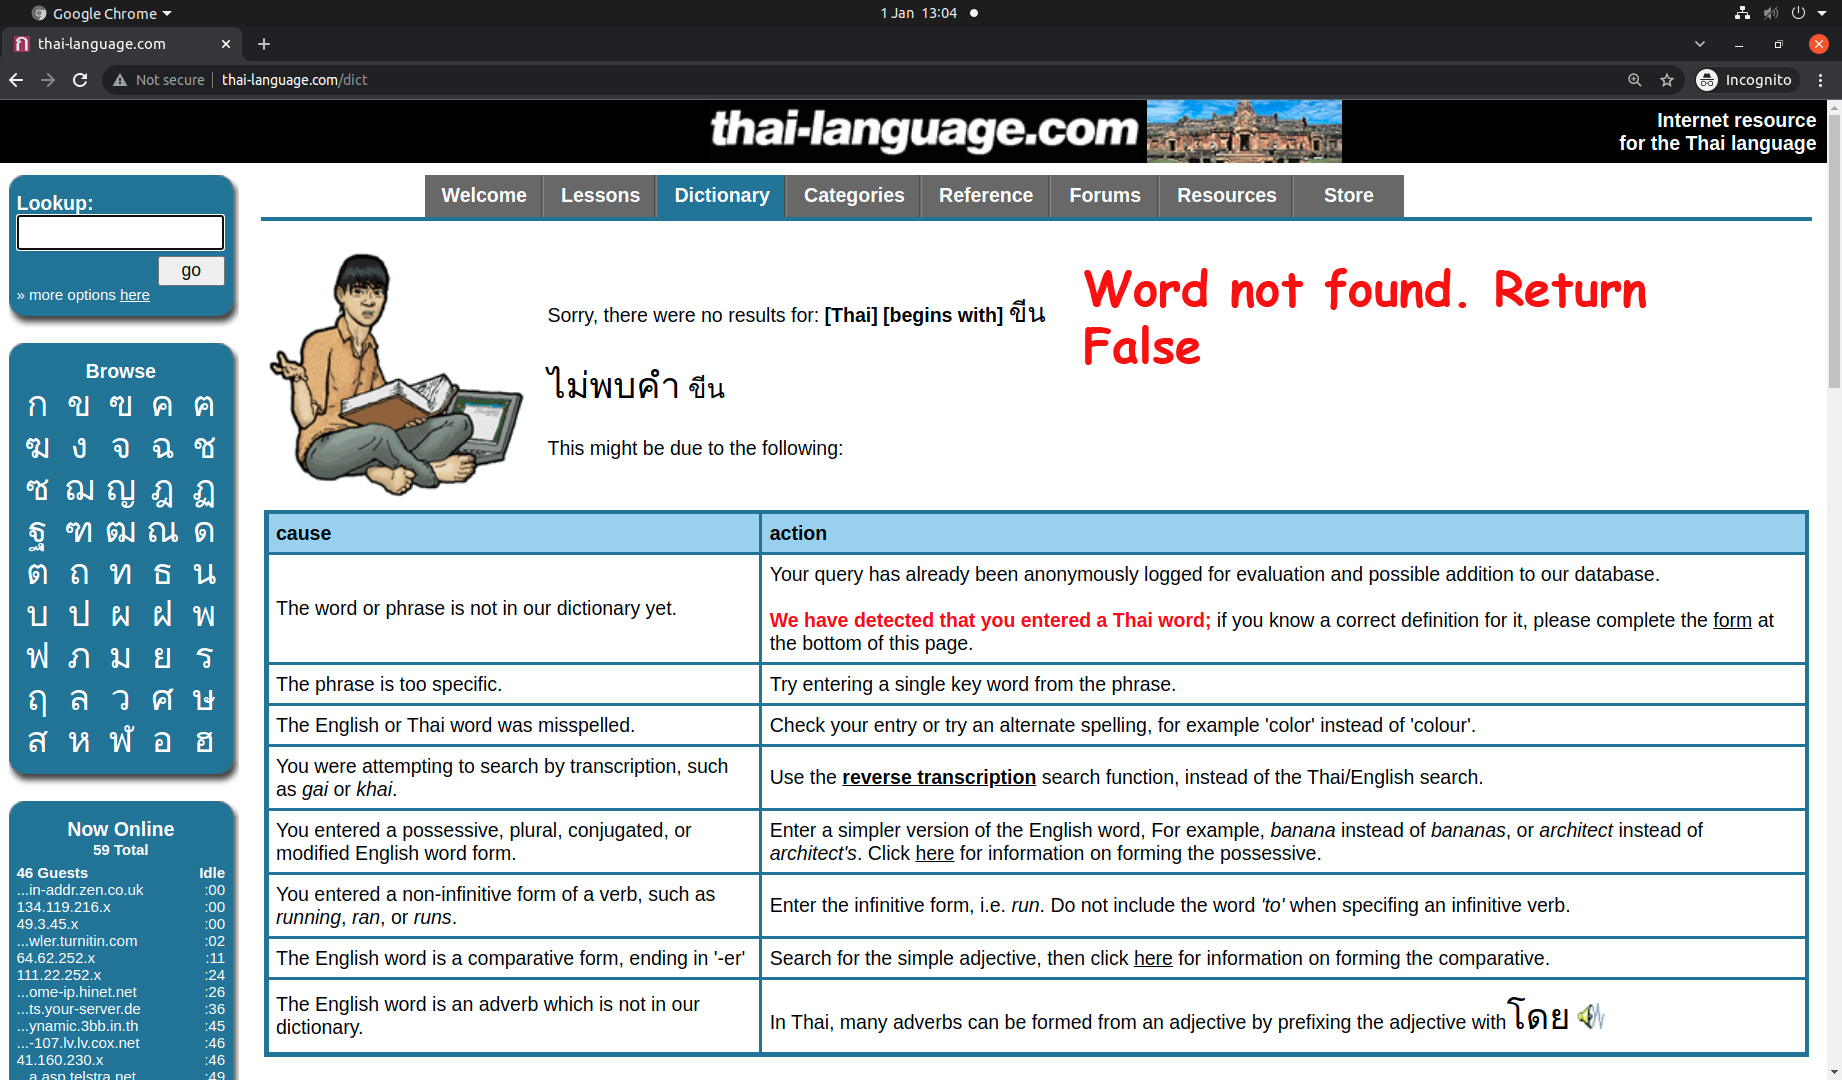 Google Chrome
1 Jan 13:04
thai-language.com
Not secure | thai-language.com/dict
Incognito
thai-language.com
Internet resource
for the Thai language
Welcome Lessons Dictionary Categories Reference Forums Resources Store
Lookup:
go
» more options here
Browse
ก ข ฃ ค ฅ
ฆ ง จ ฉ ช
ซ ฌ ญ ฎ ฏ
ฐ ฑ ฒ ณ ด
ต ถ ท ธ น
บ ป ผ ฝ พ
ฟ ภ ม ย ร
ฤ ล ว ศ ษ
ส ห ฬ อ ฮ
Now Online
59 Total
46 Guests Idle
...in-addr.zen.co.uk :00
134.119.216.x :00
49.3.45.x :00
...wler.turnitin.com :02
64.62.252.x :11
111.22.252.x :24
...ome-ip.hinet.net :26
...ts.your-server.de :36
...ynamic.3bb.in.th :45
...-107.lv.lv.cox.net :46
41.160.230.x :46
...a.asp.telstra.net :49
Sorry, there were no results for: [Thai] [begins with] ขีน
Word not found. Return
False
ไม่พบคำ ขีน
This might be due to the following:
cause action
The word or phrase is not in our dictionary yet.
Your query has already been anonymously logged for evaluation and possible addition to our database.
We have detected that you entered a Thai word; if you know a correct definition for it, please complete the form at
the bottom of this page.
The phrase is too specific. Try entering a single key word from the phrase.
The English or Thai word was misspelled. Check your entry or try an alternate spelling, for example 'color' instead of 'colour'.
You were attempting to search by transcription, such
as gai or khai.
Use the reverse transcription search function, instead of the Thai/English search.
You entered a possessive, plural, conjugated, or
modified English word form.
Enter a simpler version of the English word, For example, banana instead of bananas, or architect instead of
architect's. Click here for information on forming the possessive.
You entered a non-infinitive form of a verb, such as
running, ran, or runs.
Enter the infinitive form, i.e. run. Do not include the word 'to' when specifing an infinitive verb.
The English word is a comparative form, ending in '-er' Search for the simple adjective, then click here for information on forming the comparative.
The English word is an adverb which is not in our
dictionary.
In Thai, many adverbs can be formed from an adjective by prefixing the adjective with โดย